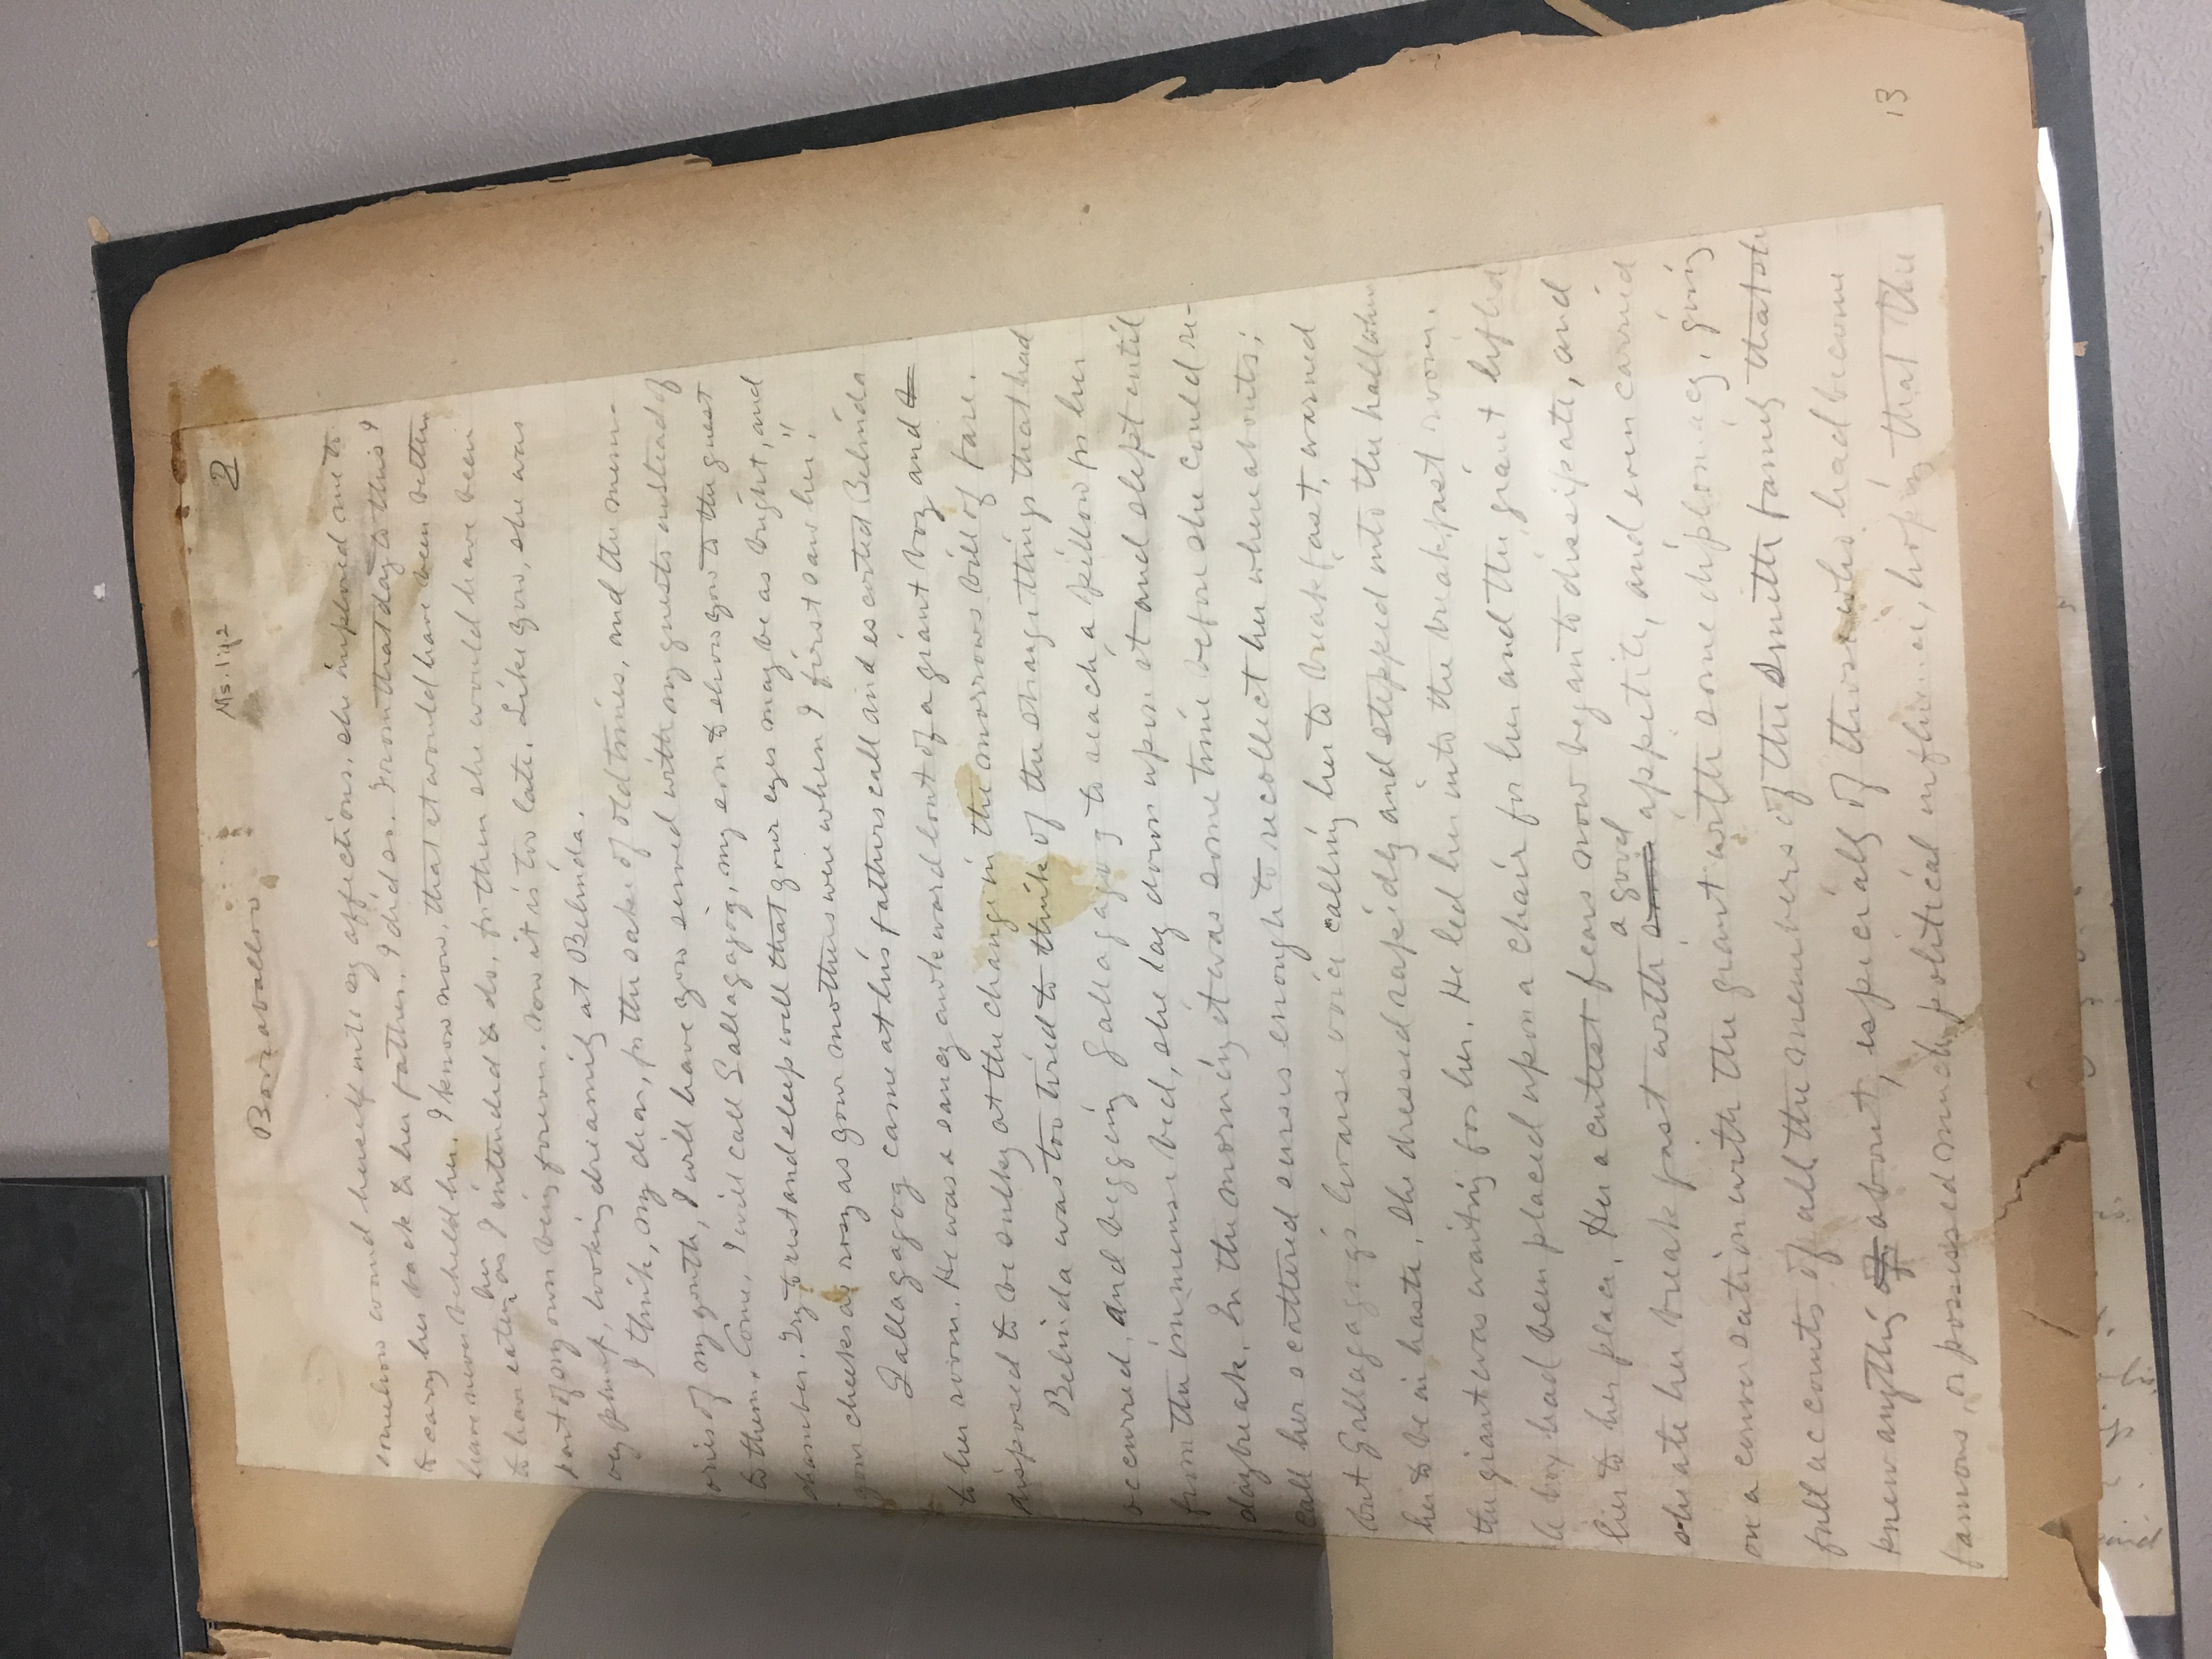 Ms. 142
2
Borcaballoo
somehow wound herself into my affections. she implored me to
to carry her back to her father. I did so. From that day to this I
have never beheld her. I know now, that it would have been better
her
to have eaten as I intended to do, for then she would have been
part of my own being forever. Now it is too late. Like you, she was
very plump, looking dreamily at Belinda.
I think, my dear, for the sake of old times, and the mem-
ories of my youth, I will have you served with my guests instead of
to them. Come, I will call Gallagagog, my son to show you to the guest
chamber. Try to rest and sleep well that your eyes may be as bright, and
your cheeks as rosy as your mothers were when I first saw her."
Gallagagog came at his fathers call and escorted Belinda
to her room. He was a saucy awkward lout of a giant boy and
disposed to be sulky at the change in the morrows bill of fare.
Belinda was too tired to think of the strange things that had
occurred, and begging Gallagagog to reach a pillow for her
from the immense bed, she lay down upon it and slept until
daybreak. In the morning it was some time before she could re-
call her scattered senses enough to recollect her whereabouts;
but Gallagagog's hoarse voice calling her to breakfast, warned
her to be in haste, she dressed rapidly and stepped into the hall when
the giant was waiting for her. He led her into the breakfast room.
A box had been placed upon a chair for her and the giant lifted
her to her place. Her acutest fears now began to dissipate, and
a good
she ate her breakfast with some appetite, and even carried
on a conversation with the giant with some diplomacy, giving
full accounts of all the members of the Smith family that she
knew anything of about, especially of those who had become
famous, or possessed much political influence, hoping that the
13